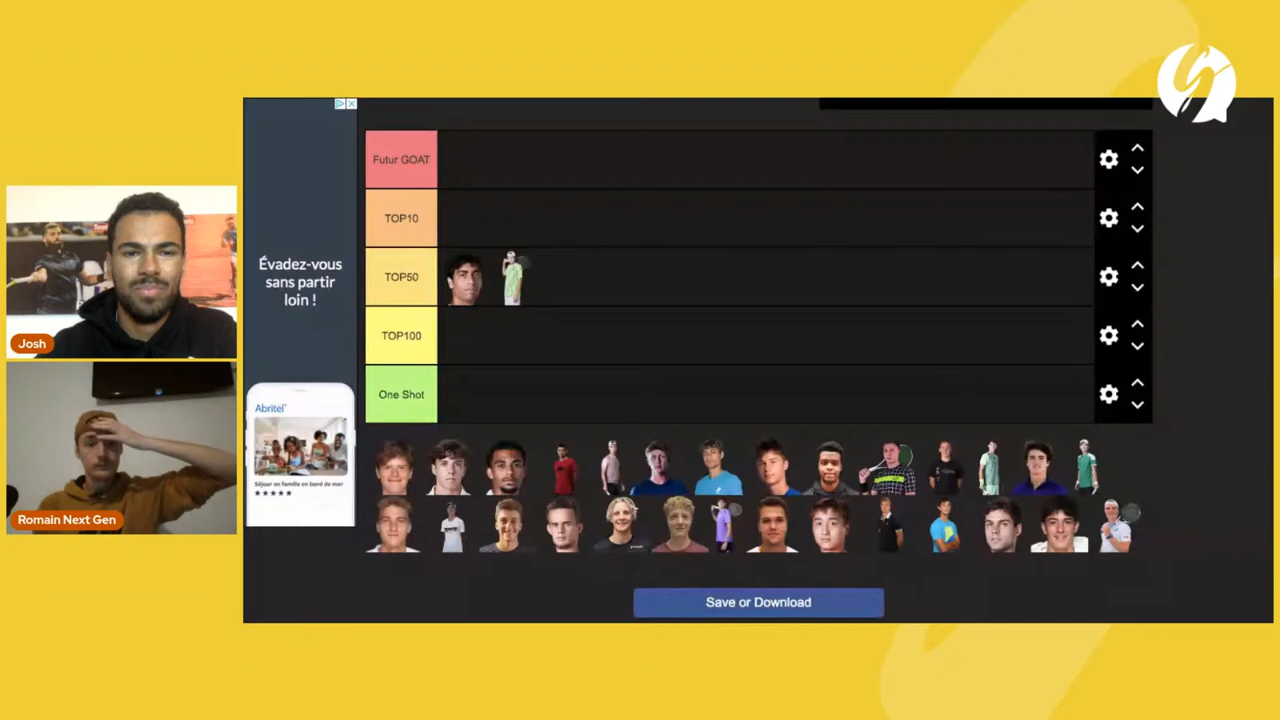 Futur GOAT
TOP10
TOP50
TOP100
One Shot
Évadez-vous
sans partir
loin !
Abritel
Séjour en famille en bord de mer
Josh
Romain Next Gen
Save or Download